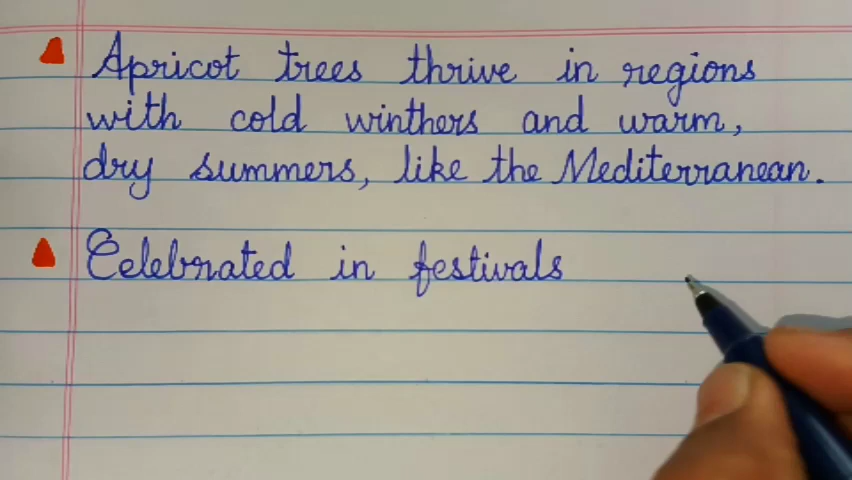 Apricot trees thrive in regions
with cold winthers and warm,
dry summers, like the Mediterranean.
Celebrated in festivals